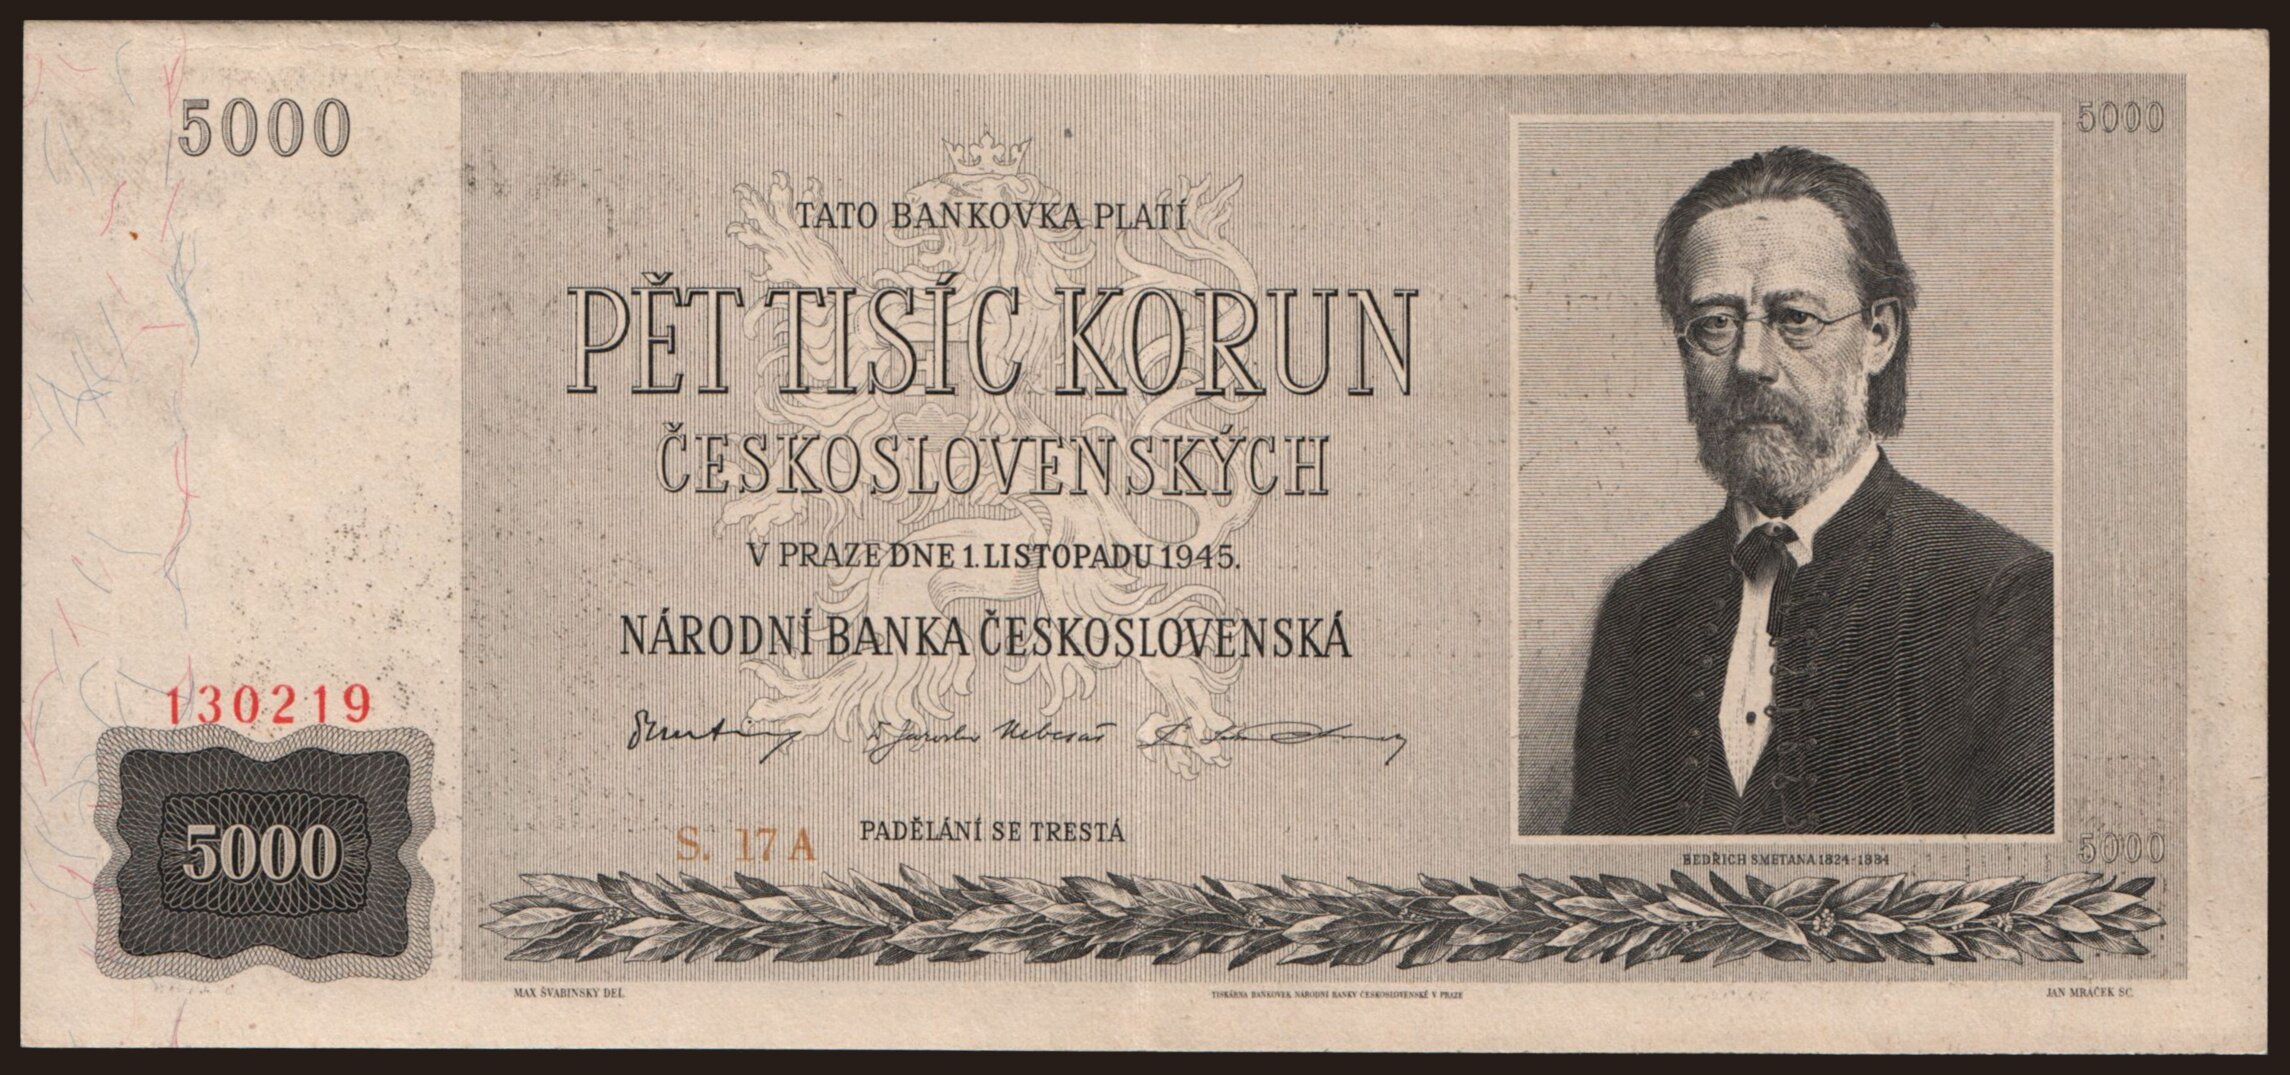 5000
5000
TATO BANKOVKA PLATÍ
PĚT TISÍC KORUN
ČESKOSLOVENSKÝCH
V PRAZE DNE 1. LISTOPADU 1945.
NÁRODNÍ BANKA ČESKOSLOVENSKÁ
130219
5000
S. 17 A
PADĚLÁNÍ SE TRESTÁ
BEDŘICH SMETANA 1824-1884
5000
MAX ŠVABINSKÝ DEL.
TISKÁRNA BANKOVEK NÁRODNÍ BANKY ČESKOSLOVENSKÉ V PRAZE
JAN MRÁČEK SC.